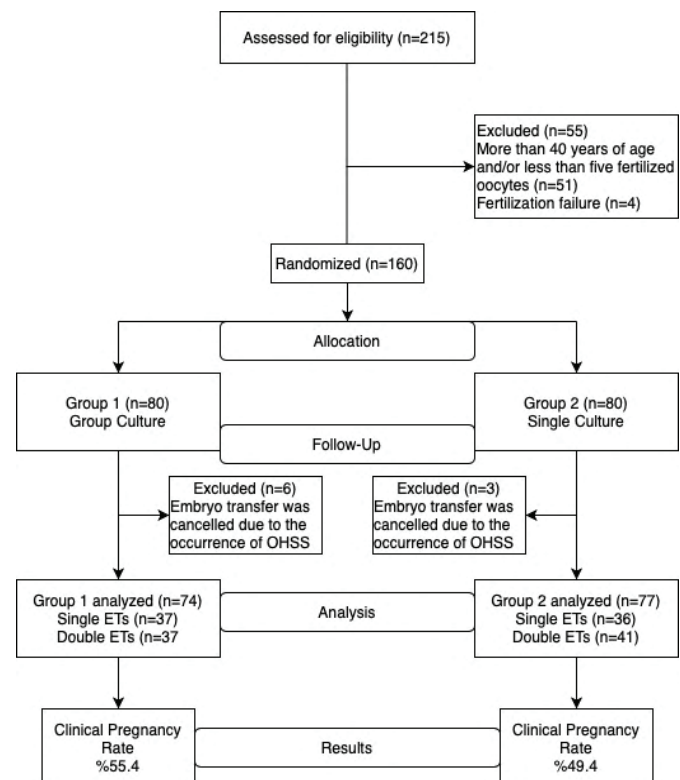 Assessed for eligibility (n=215)
Excluded (n=55)
More than 40 years of age
and/or less than five fertilized
oocytes (n=51)
Fertilization failure (n=4)
Randomized (n=160)
Allocation
Group 1 (n=80)
Group Culture
Group 2 (n=80)
Single Culture
Follow-Up
Excluded (n=6)
Embryo transfer was
cancelled due to the
occurrence of OHSS
Excluded (n=3)
Embryo transfer was
cancelled due to the
occurrence of OHSS
Group 1 analyzed (n=74)
Single ETs (n=37)
Double ETs (n=37
Analysis
Group 2 analyzed (n=77)
Single ETs (n=36)
Double ETs (n=41)
Clinical Pregnancy
Rate
%55.4
Results
Clinical Pregnancy
Rate
%49.4